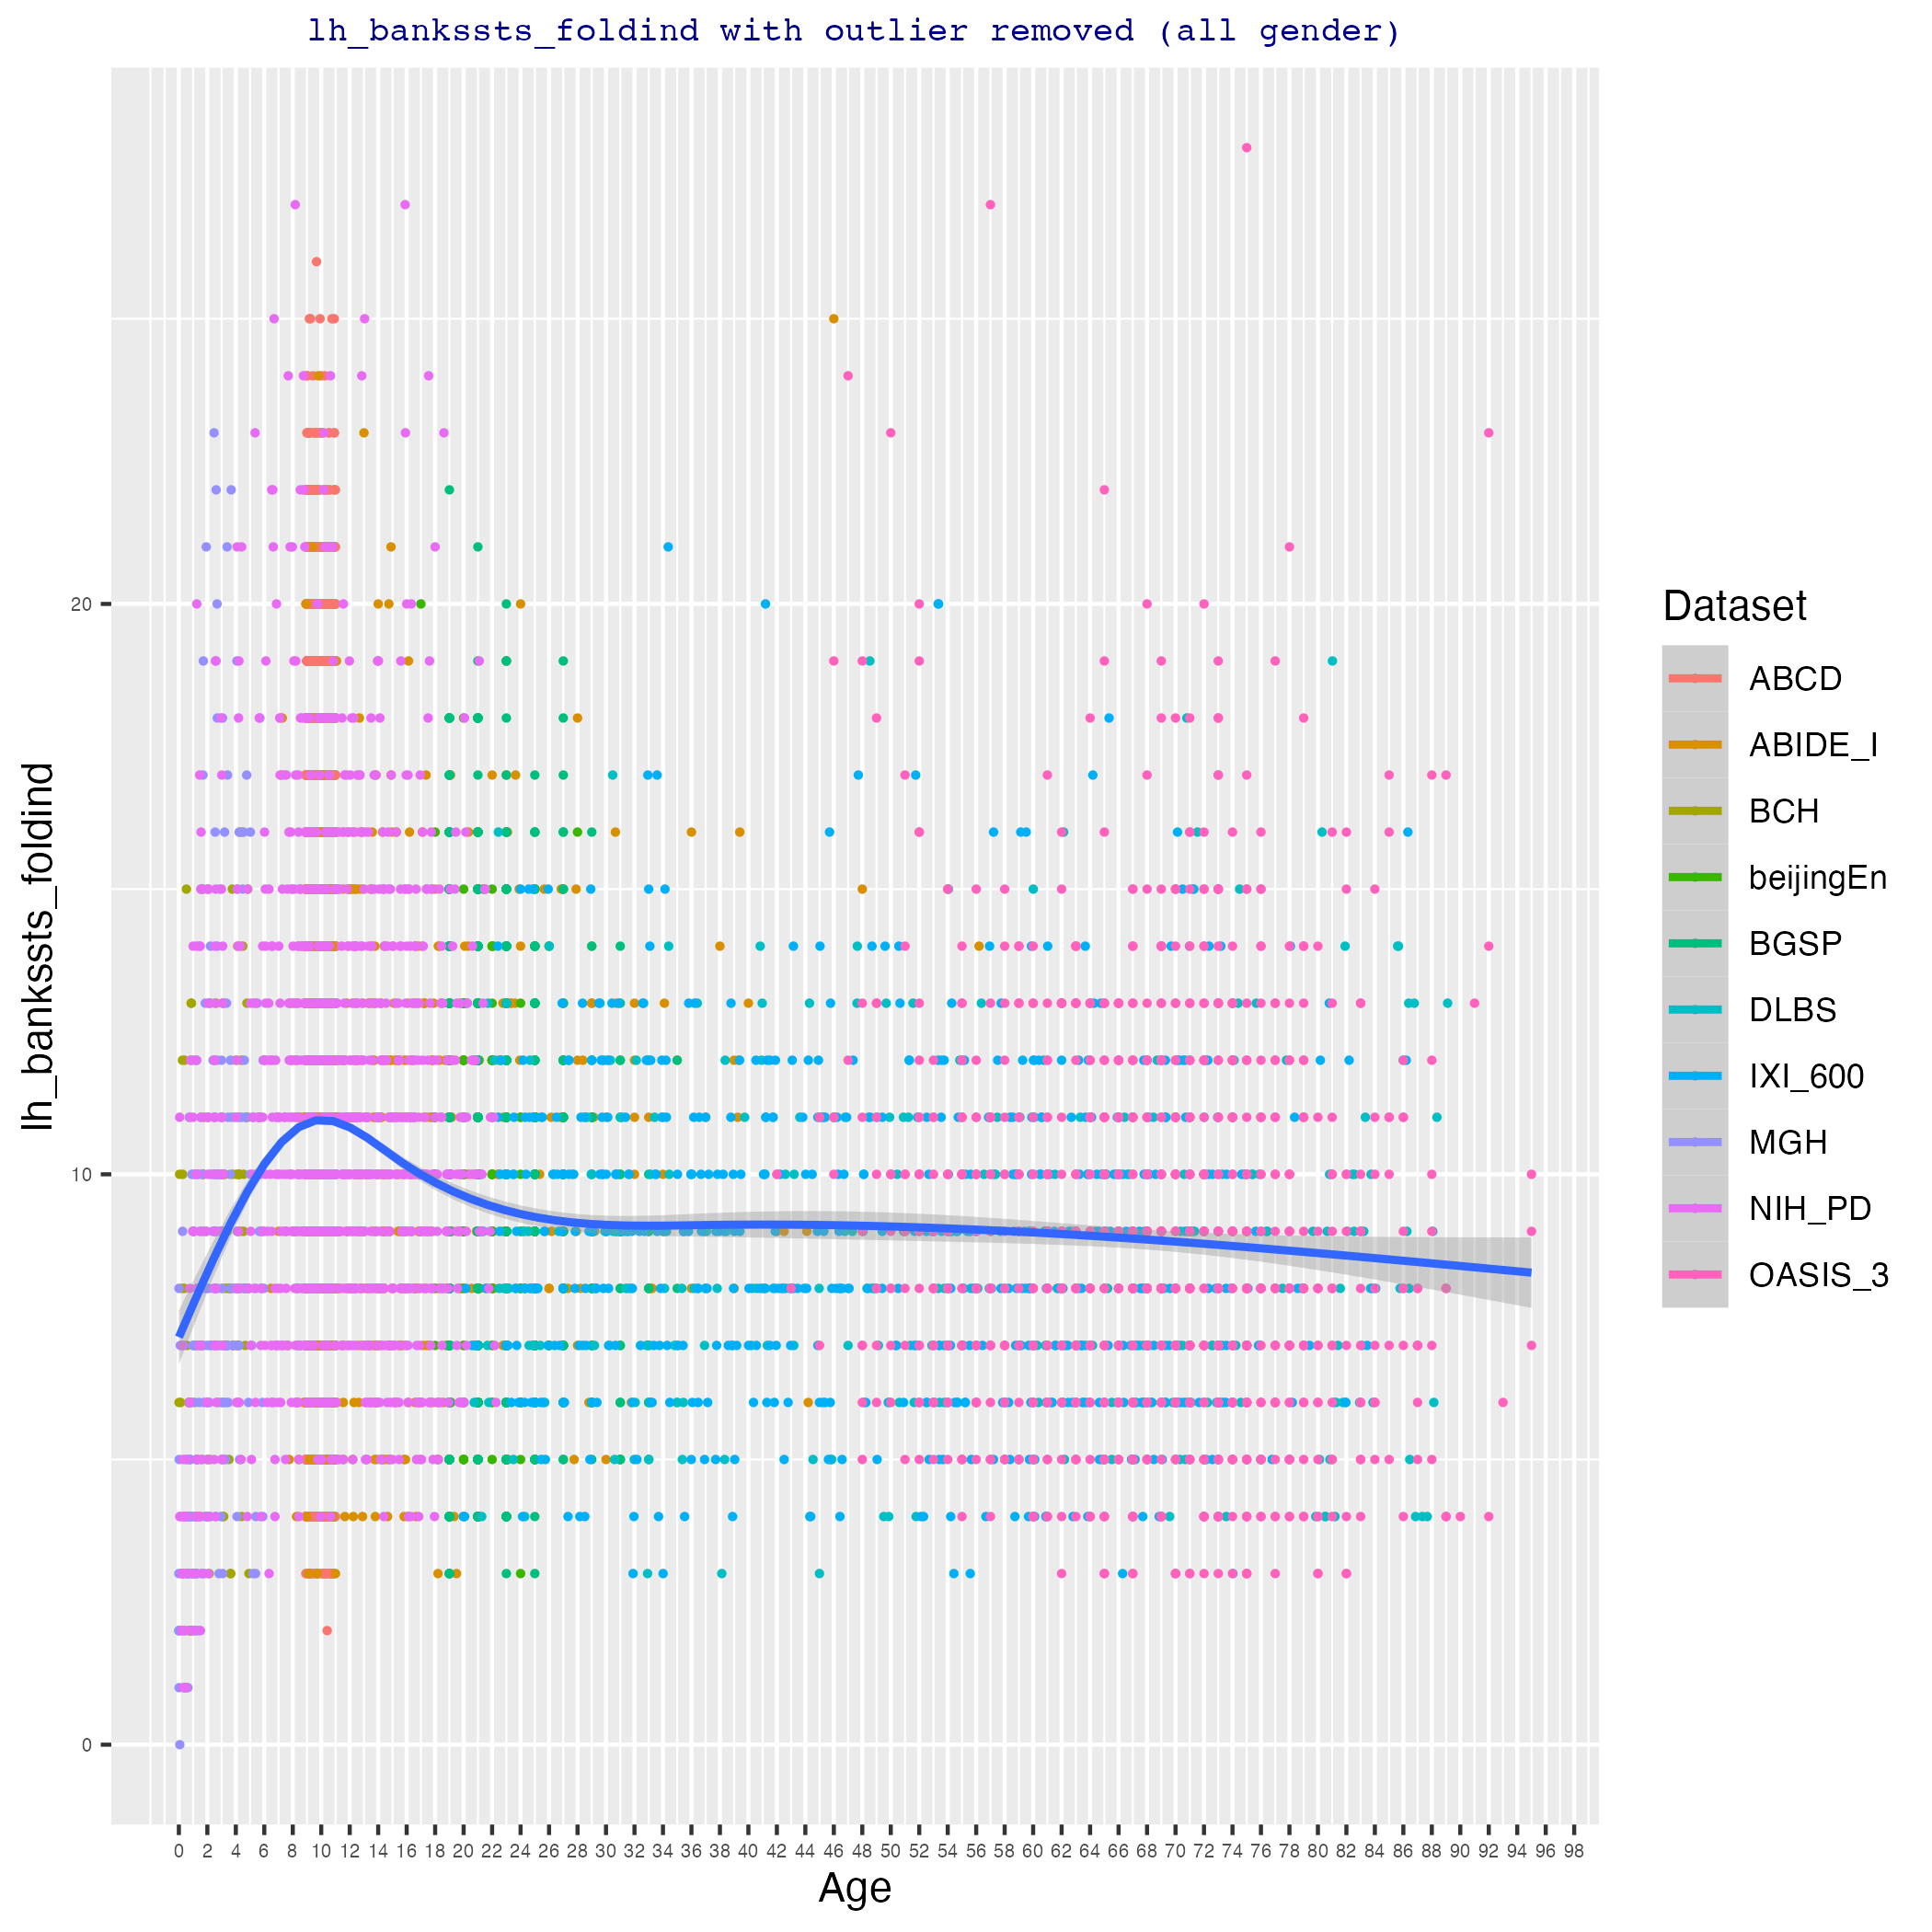 lh_bankssts_foldind with outlier removed (all gender)
lh_bankssts_foldind
20
10
0
0 2 4 6 8 10 12 14 16 18 20 22 24 26 28 30 32 34 36 38 40 42 44 46 48 50 52 54 56 58 60 62 64 66 68 70 72 74 76 78 80 82 84 86 88 90 92 94 96 98
Age
Dataset
ABCD
ABIDE_I
BCH
beijingEn
BGSP
DLBS
IXI_600
MGH
NIH_PD
OASIS_3